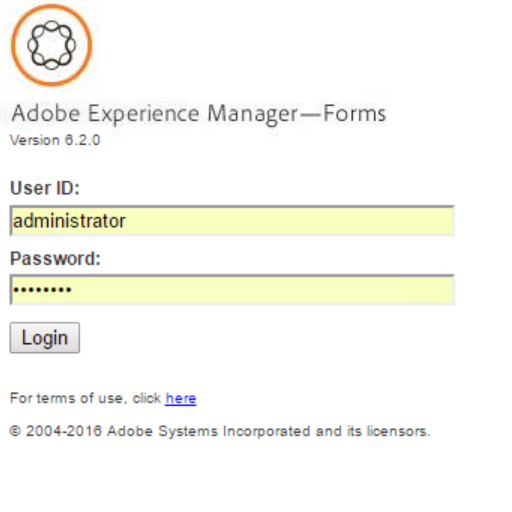 Adobe Experience Manager—Forms
Version 6.2.0
User ID:
administrator
Password:
••••••••
Login
For terms of use, click here
© 2004-2016 Adobe Systems Incorporated and its licensors.